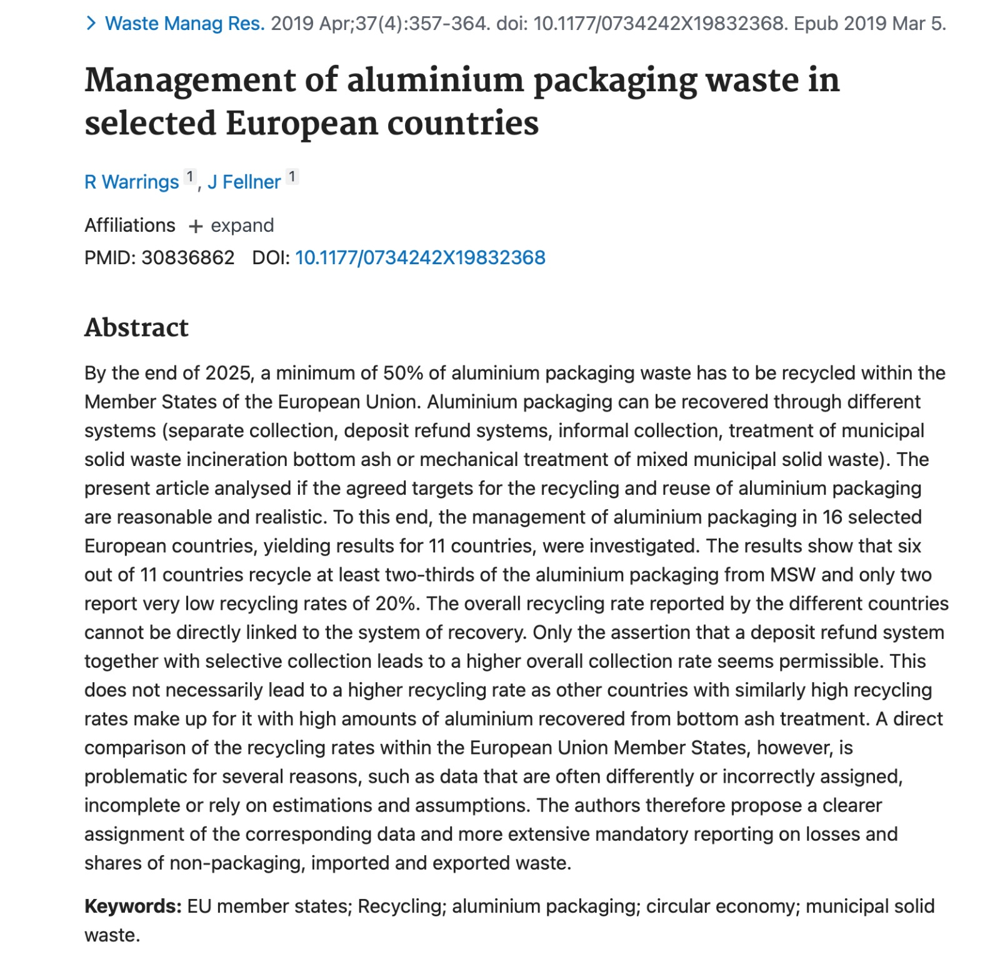 > Waste Manag Res. 2019 Apr;37(4):357-364. doi: 10.1177/0734242X19832368. Epub 2019 Mar 5.
Management of aluminium packaging waste in
selected European countries
R Warrings 1, J Fellner 1
Affiliations + expand
PMID: 30836862 DOI: 10.1177/0734242X19832368
Abstract
By the end of 2025, a minimum of 50% of aluminium packaging waste has to be recycled within the
Member States of the European Union. Aluminium packaging can be recovered through different
systems (separate collection, deposit refund systems, informal collection, treatment of municipal
solid waste incineration bottom ash or mechanical treatment of mixed municipal solid waste). The
present article analysed if the agreed targets for the recycling and reuse of aluminium packaging
are reasonable and realistic. To this end, the management of aluminium packaging in 16 selected
European countries, yielding results for 11 countries, were investigated. The results show that six
out of 11 countries recycle at least two-thirds of the aluminium packaging from MSW and only two
report very low recycling rates of 20%. The overall recycling rate reported by the different countries
cannot be directly linked to the system of recovery. Only the assertion that a deposit refund system
together with selective collection leads to a higher overall collection rate seems permissible. This
does not necessarily lead to a higher recycling rate as other countries with similarly high recycling
rates make up for it with high amounts of aluminium recovered from bottom ash treatment. A direct
comparison of the recycling rates within the European Union Member States, however, is
problematic for several reasons, such as data that are often differently or incorrectly assigned,
incomplete or rely on estimations and assumptions. The authors therefore propose a clearer
assignment of the corresponding data and more extensive mandatory reporting on losses and
shares of non-packaging, imported and exported waste.
Keywords: EU member states; Recycling; aluminium packaging; circular economy; municipal solid
waste.